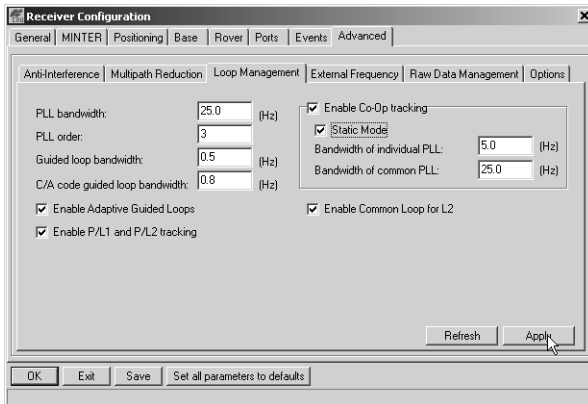 Receiver Configuration
General MINTER Positioning Base Rover Ports Events Advanced
Anti-Interference Multipath Reduction Loop Management External Frequency Raw Data Management Options
PLL bandwidth: 25.0 (Hz)
PLL order: 3
Guided loop bandwidth: 0.5 (Hz)
C/A code guided loop bandwidth: 0.8 (Hz)
Enable Adaptive Guided Loops
Enable P/L1 and P/L2 tracking
Enable Co-Op tracking
Static Mode
Bandwidth of individual PLL: 5.0 (Hz)
Bandwidth of common PLL: 25.0 (Hz)
Enable Common Loop for L2
Refresh Apply
OK Exit Save Set all parameters to defaults